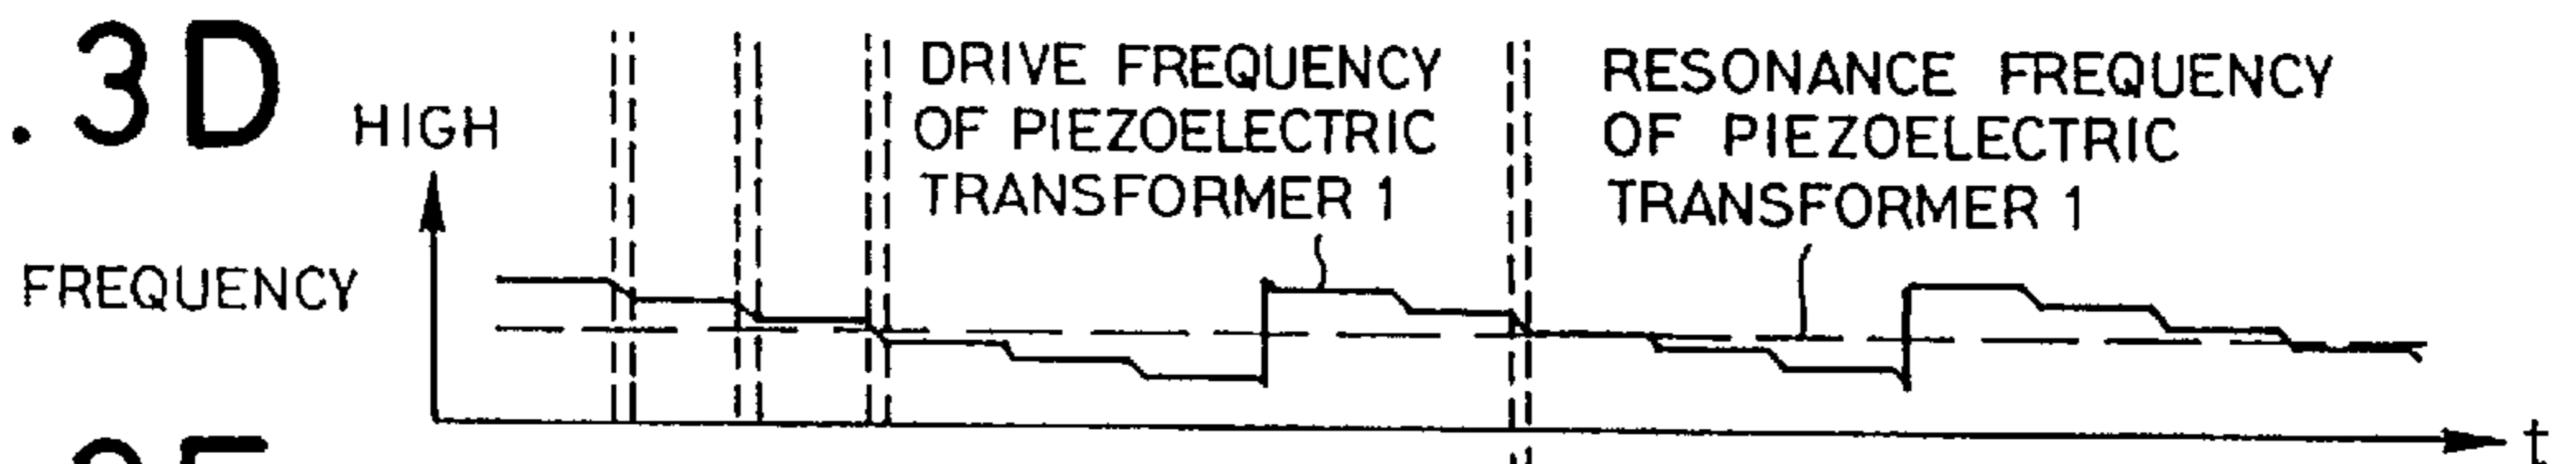 .3D
HIGH
FREQUENCY
DRIVE FREQUENCY
OF PIEZOELECTRIC
TRANSFORMER 1
RESONANCE FREQUENCY
OF PIEZOELECTRIC
TRANSFORMER 1
t